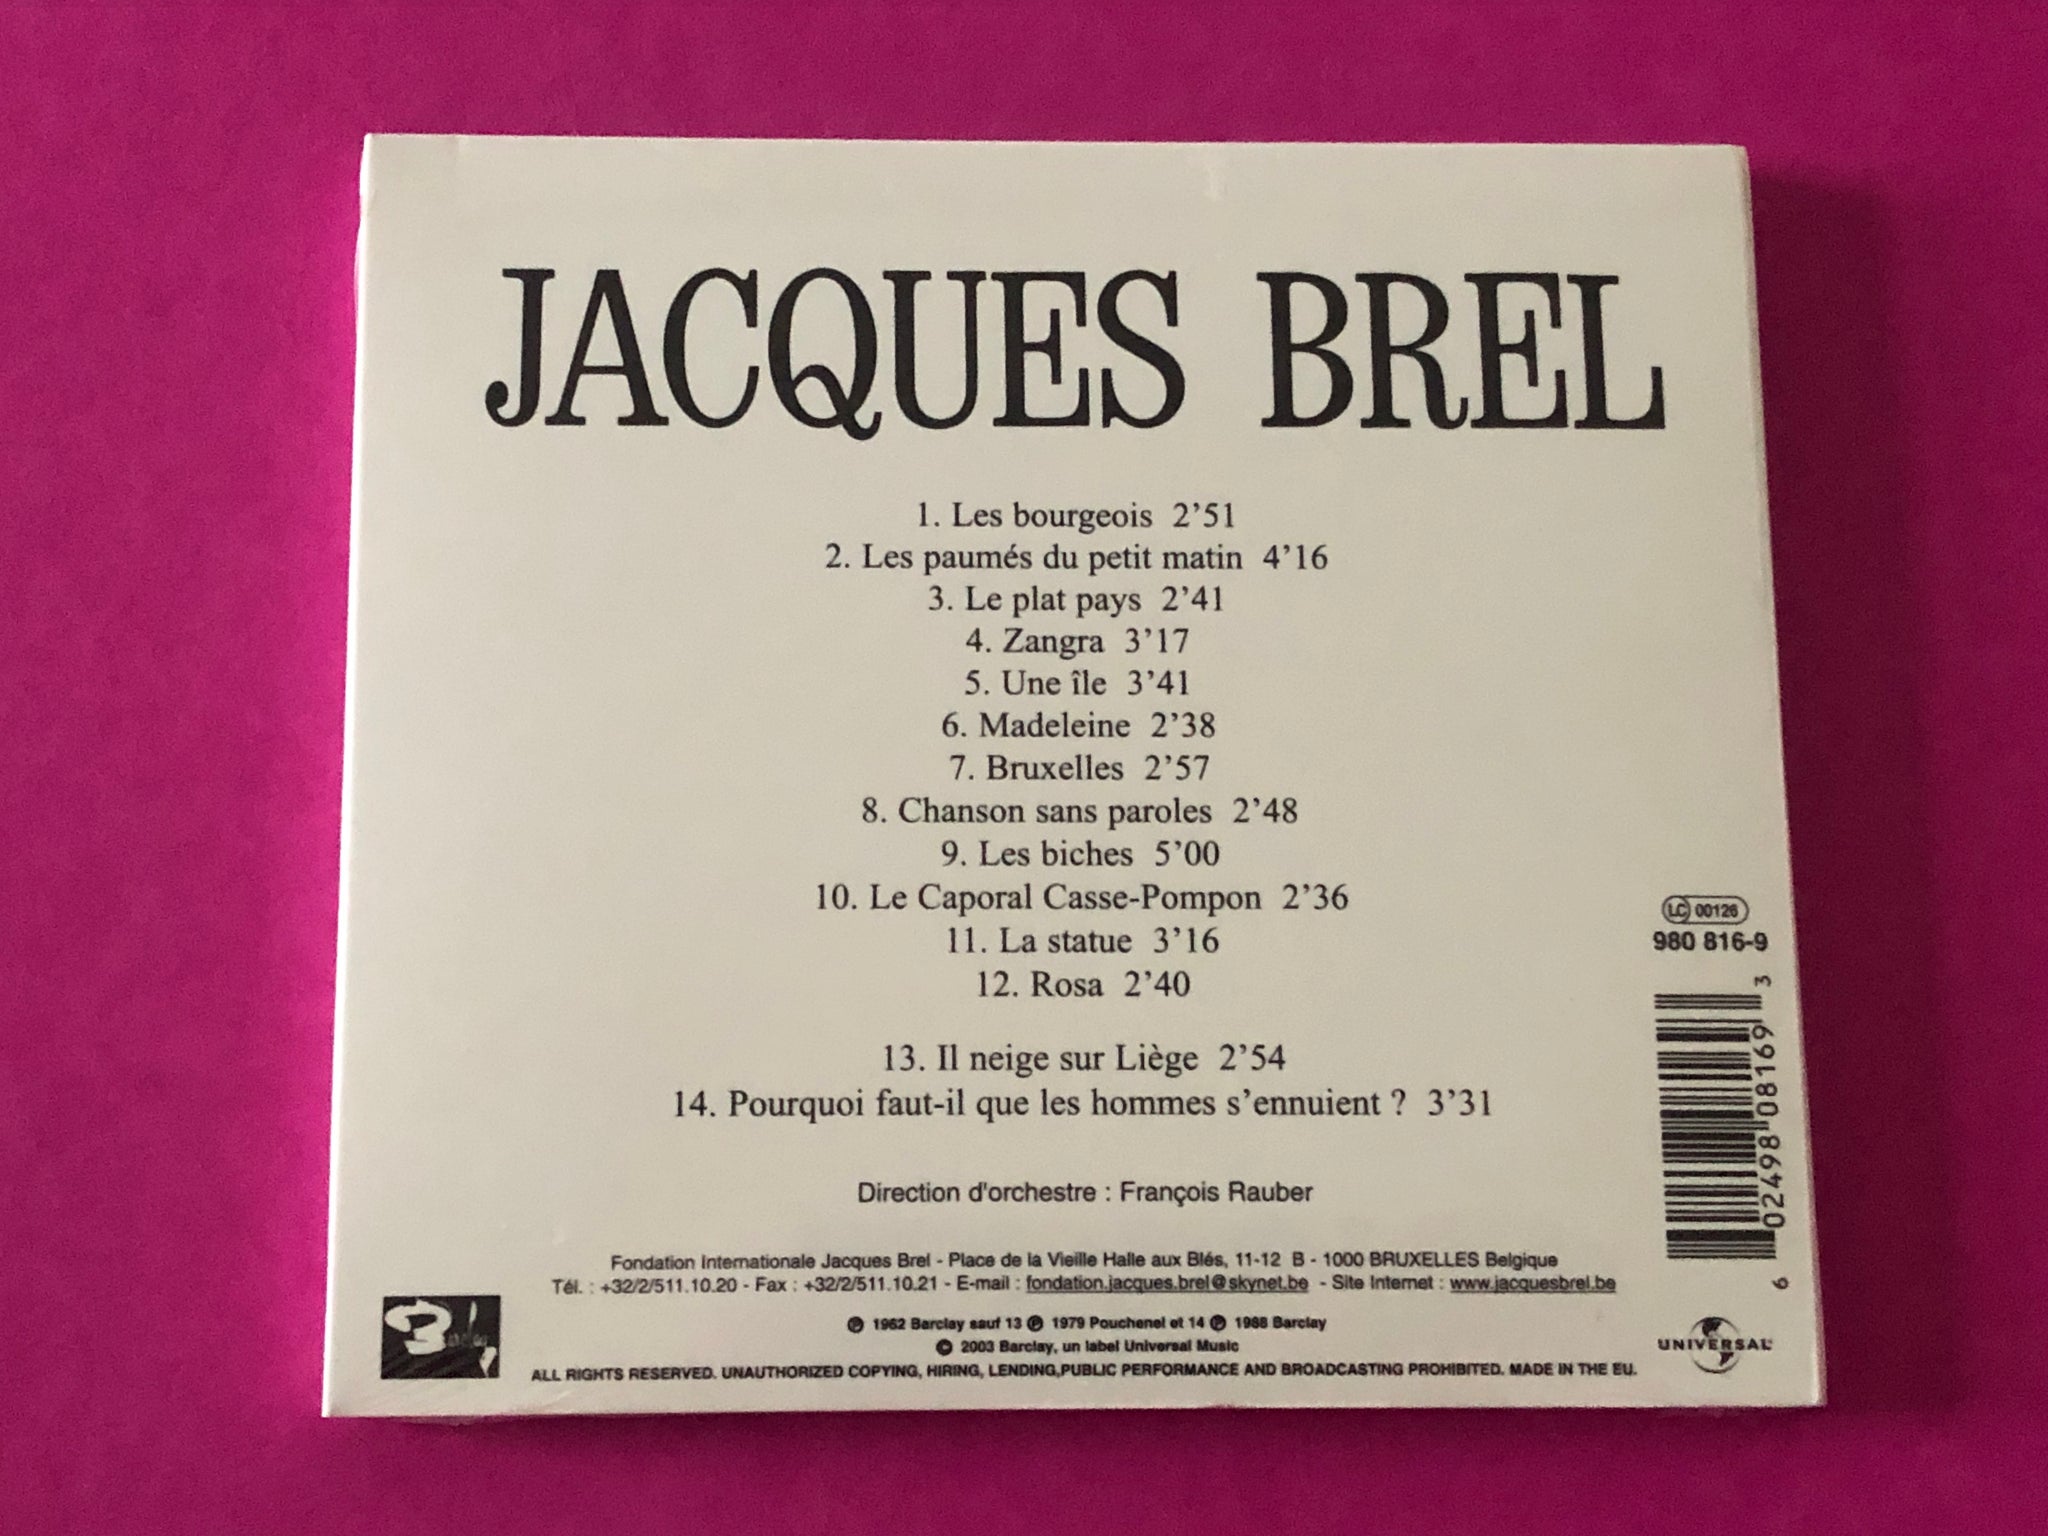 JACQUES BREL
1. Les bourgeois 2’51
2. Les paumés du petit matin 4’16
3. Le plat pays 2’41
4. Zangra 3’17
5. Une île 3’41
6. Madeleine 2’38
7. Bruxelles 2’57
8. Chanson sans paroles 2’48
9. Les biches 5’00
10. Le Caporal Casse-Pompon 2’36
11. La statue 3’16
12. Rosa 2’40
13. Il neige sur Liège 2’54
14. Pourquoi faut-il que les hommes s’ennuient ? 3’31
Direction d'orchestre : François Rauber
Fondation Internationale Jacques Brel - Place de la Vieille Halle aux Blés, 11-12 B - 1000 BRUXELLES Belgique
Tél. : +32/2/511.10.20 - Fax : +32/2/511.10.21 - E-mail : fondation.jacques.brel@skynet.be - Site Internet : www.jacquesbrel.be
℗ 1962 Barclay sauf 13 ℗ 1979 Pouchenel et 14 ℗ 1988 Barclay
© 2003 Barclay, un label Universal Music
ALL RIGHTS RESERVED. UNAUTHORIZED COPYING, HIRING, LENDING,PUBLIC PERFORMANCE AND BROADCASTING PROHIBITED. MADE IN THE EU.
Barclay
LC 00126
980 816-9
6 02498 08169 3
UNIVERSAL